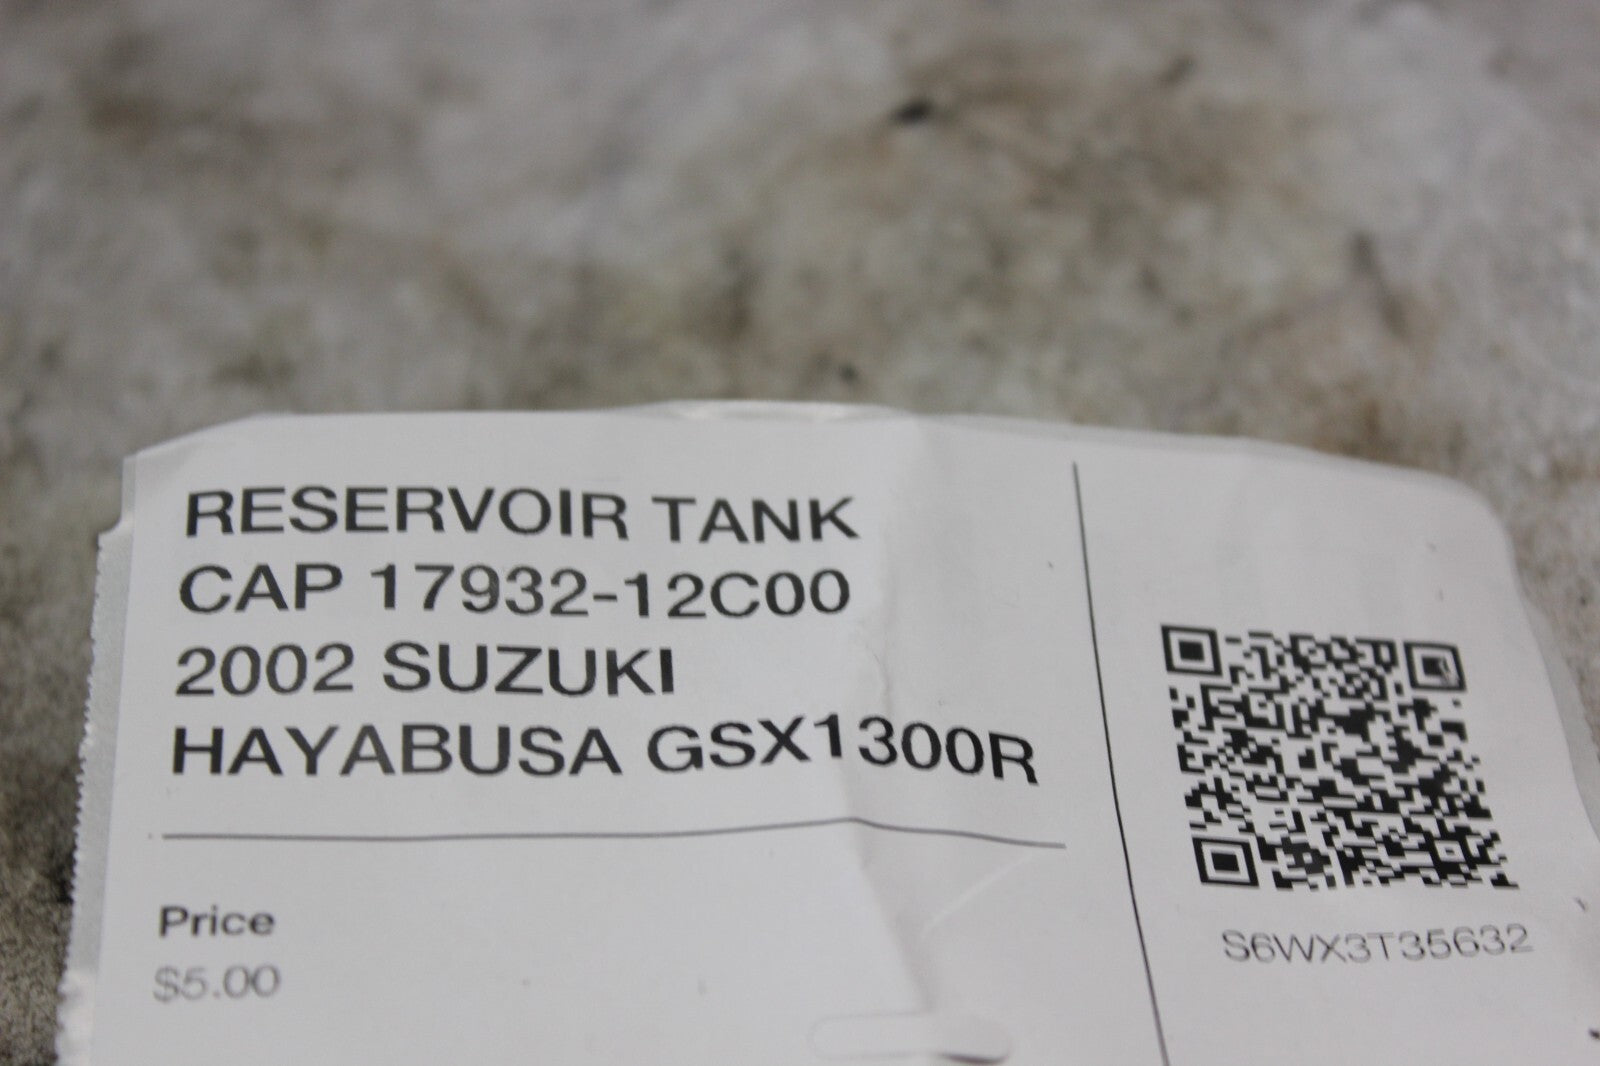 RESERVOIR TANK
CAP 17932-12C00
2002 SUZUKI
HAYABUSA GSX1300R
Price
$5.00
S6WX3T35632